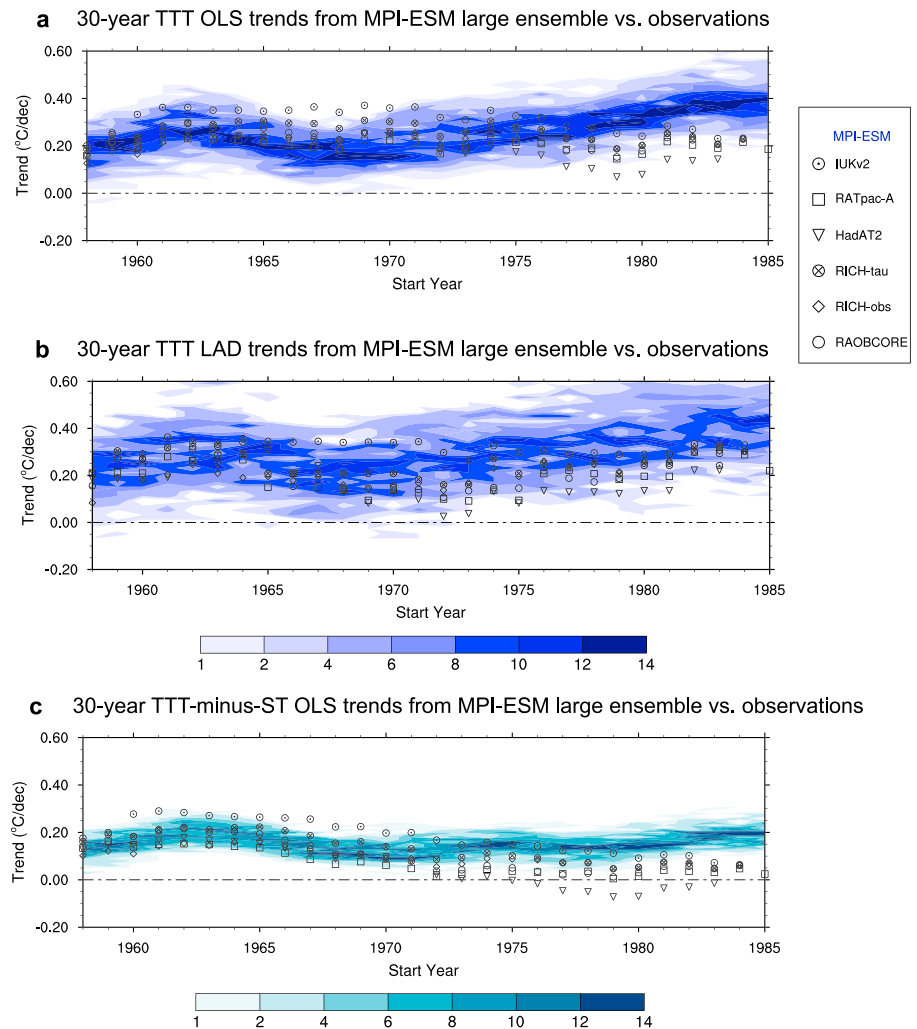 a 30-year TTT OLS trends from MPI-ESM large ensemble vs. observations
0.60
0.40
0.20
0.00
-0.20
Trend (°C/dec)
1960 1965 1970 1975 1980 1985
Start Year
MPI-ESM
IUKv2
RATpac-A
HadAT2
RICH-tau
RICH-obs
RAOBCORE
b 30-year TTT LAD trends from MPI-ESM large ensemble vs. observations
0.60
0.40
0.20
0.00
-0.20
Trend (°C/dec)
1960 1965 1970 1975 1980 1985
Start Year
1 2 4 6 8 10 12 14
c 30-year TTT-minus-ST OLS trends from MPI-ESM large ensemble vs. observations
0.60
0.40
0.20
0.00
-0.20
Trend (°C/dec)
1960 1965 1970 1975 1980 1985
Start Year
1 2 4 6 8 10 12 14